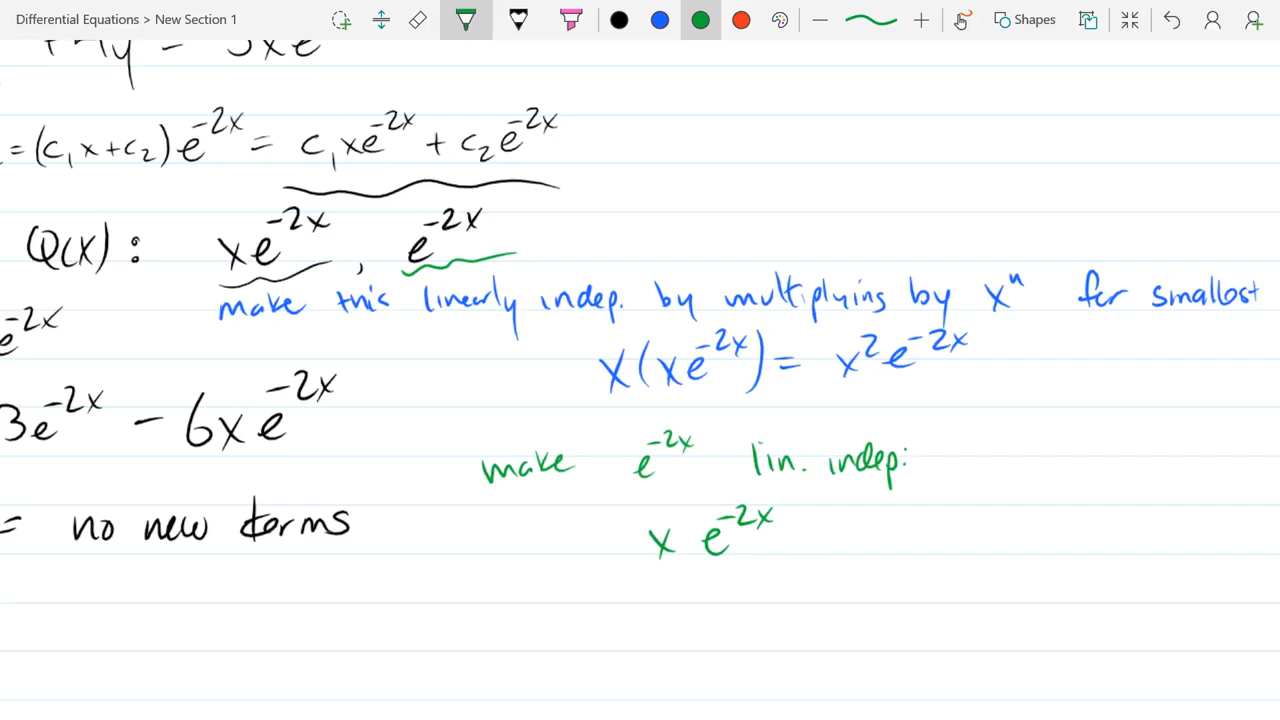 Differential Equations > New Section 1
Shapes
+4y = 3xe
= (c₁x+c₂)e^-2x = c₁xe^-2x + c₂e^-2x
Q(x): xe^-2x , e^-2x
make this linearly indep. by multiplying by xⁿ for smallest
e^-2x
x(xe^-2x) = x²e^-2x
3e^-2x - 6xe^-2x
make e^-2x lin. indep:
= no new terms
x e^-2x